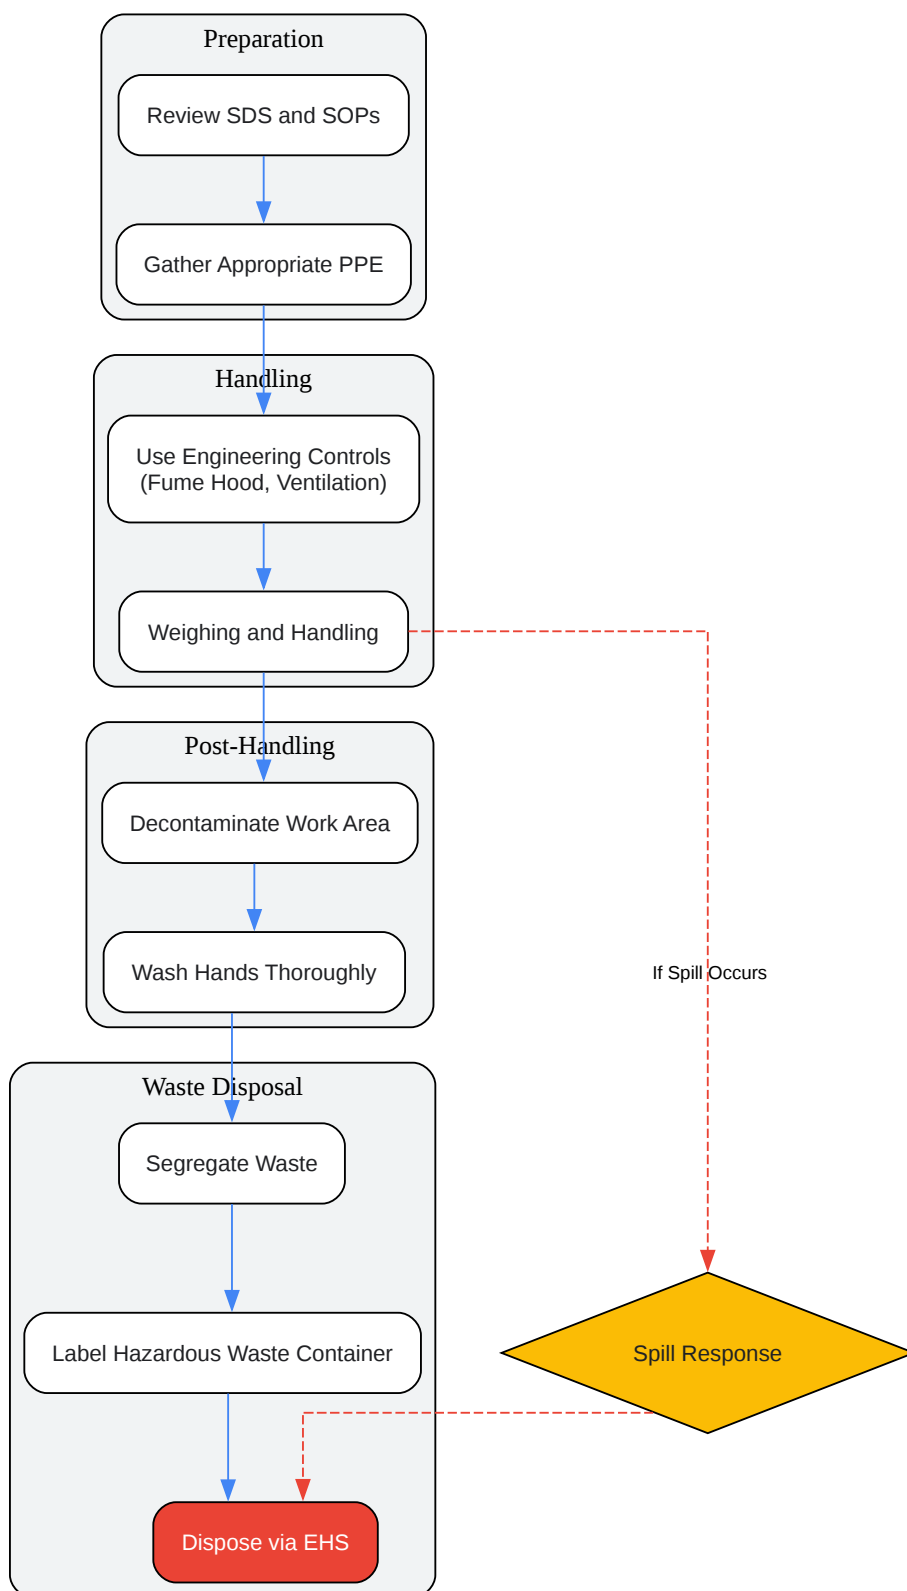 Preparation
Review SDS and SOPs
Gather Appropriate PPE
Handling
Use Engineering Controls
(Fume Hood, Ventilation)
Weighing and Handling
Post-Handling
Decontaminate Work Area
Wash Hands Thoroughly
If Spill Occurs
Waste Disposal
Segregate Waste
Label Hazardous Waste Container
Spill Response
Dispose via EHS